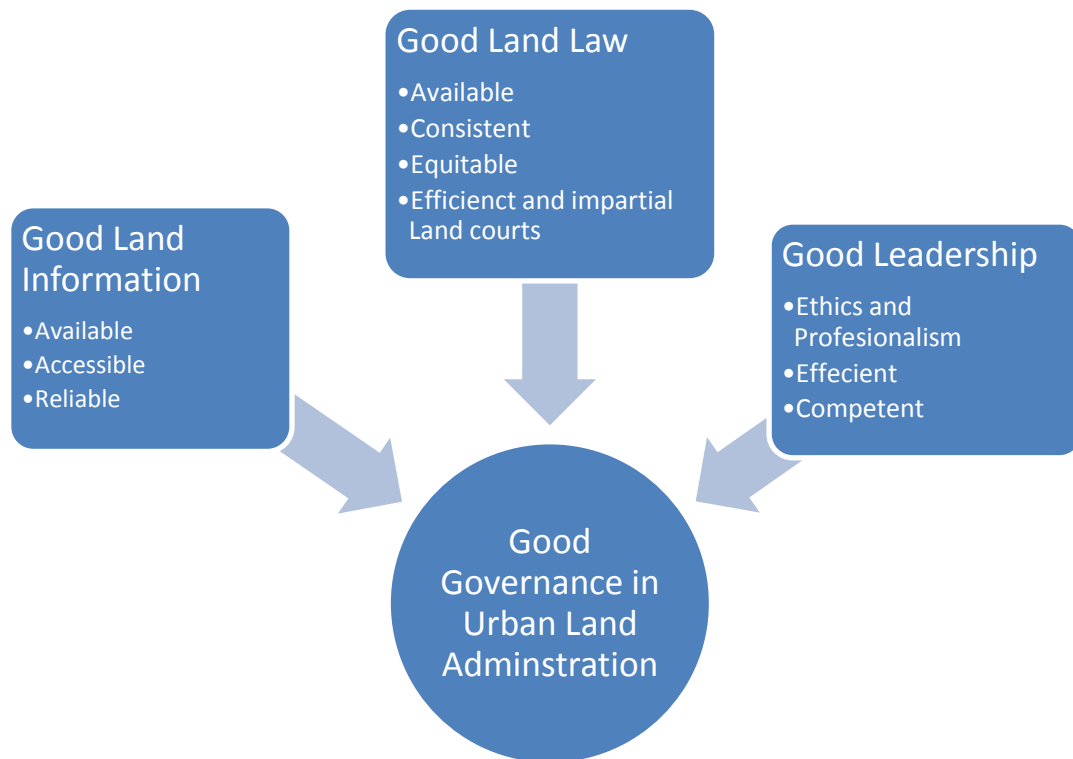 Good Land Law
•Available
•Consistent
•Equitable
•Efficienct and impartial
Land courts
Good Land
Information
•Available
•Accessible
•Reliable
Good Leadership
•Ethics and
Profesionalism
•Effecient
•Competent
Good
Governance in
Urban Land
Adminstration